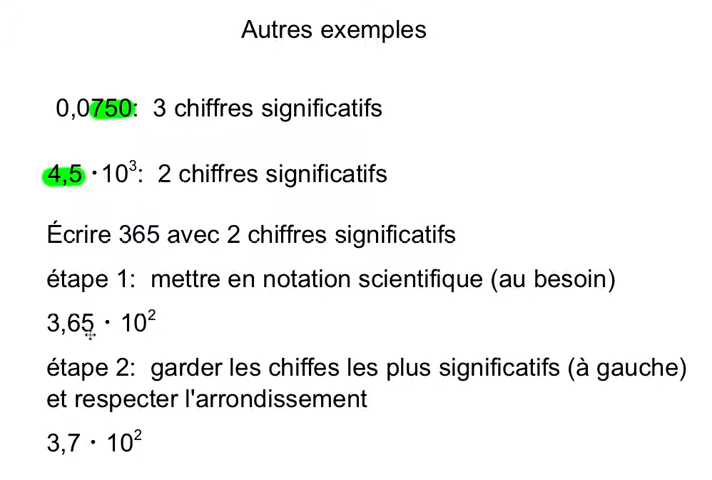 Autres exemples
0,0750:  3 chiffres significatifs
4,5 · 10³:  2 chiffres significatifs
Écrire 365 avec 2 chiffres significatifs
étape 1:  mettre en notation scientifique (au besoin)
3,65 · 10²
étape 2:  garder les chiffes les plus significatifs (à gauche)
et respecter l'arrondissement
3,7 · 10²